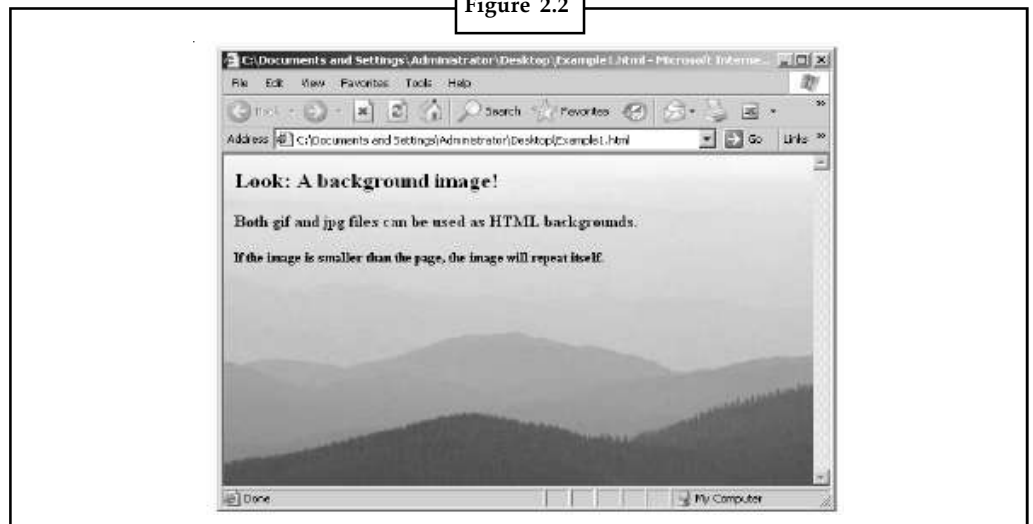 Figure 2.2
C:\Documents and Settings\Administrator\Desktop\Example1.html - Microsoft Interne...
File Edit View Favorites Tools Help
Back Search Favorites
Address C:\Documents and Settings\Administrator\Desktop\Example1.html Go Links »
Look: A background image!
Both gif and jpg files can be used as HTML backgrounds.
If the image is smaller than the page, the image will repeat itself.
Done My Computer